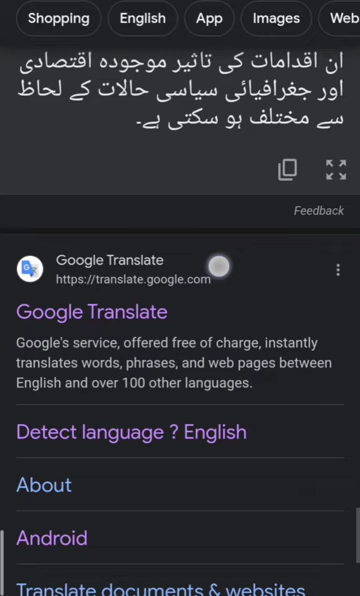 Shopping
English
App
Images
Web
ان اقدامات کی تاثیر موجودہ اقتصادی
اور جغرافیائی سیاسی حالات کے لحاظ
سے مختلف ہو سکتی ہے۔
Feedback
Google Translate
https://translate.google.com
Google Translate
Google's service, offered free of charge, instantly
translates words, phrases, and web pages between
English and over 100 other languages.
Detect language ? English
About
Android
Translate documents & websites